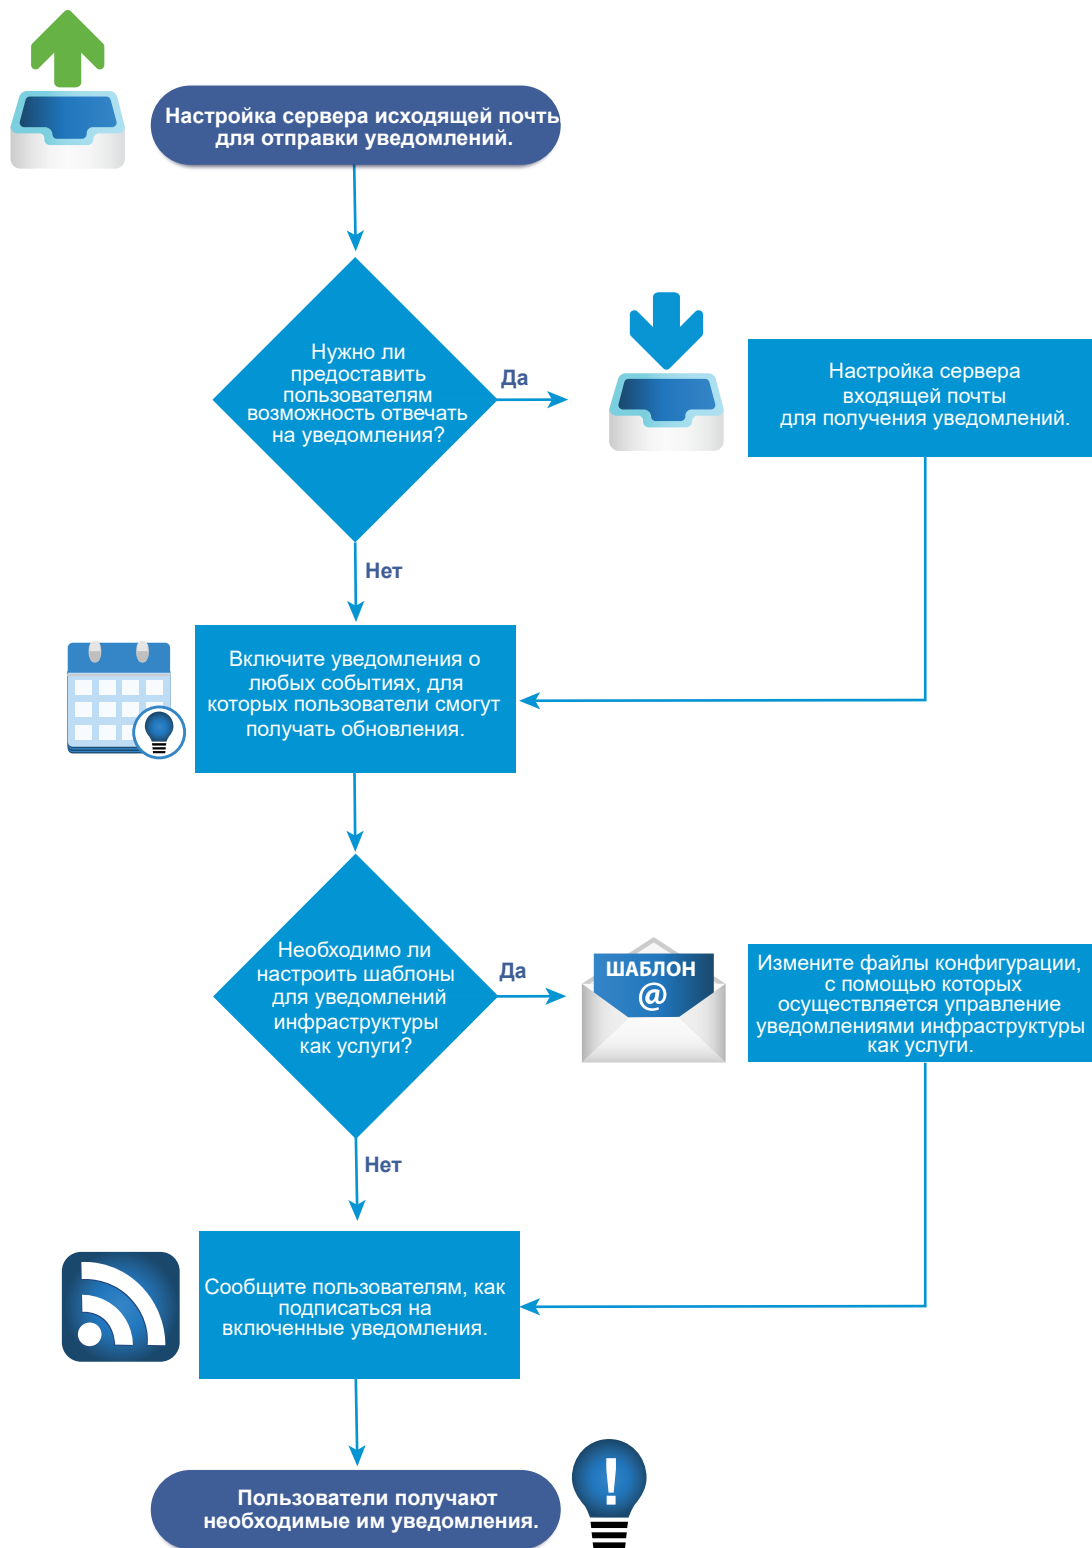 Настройка сервера исходящей почты
для отправки уведомлений.
Нужно ли
предоставить
пользователям
возможность отвечать
на уведомления?
Да
Настройка сервера
входящей почты
для получения уведомлений.
Нет
Включите уведомления о
любых событиях, для
которых пользователи смогут
получать обновления.
Необходимо ли
настроить шаблоны
для уведомлений
инфраструктуры
как услуги?
Да
ШАБЛОН
@
Измените файлы конфигурации,
с помощью которых
осуществляется управление
уведомлениями инфраструктуры
как услуги.
Нет
Сообщите пользователям, как
подписаться на
включенные уведомления.
Пользователи получают
необходимые им уведомления.
!